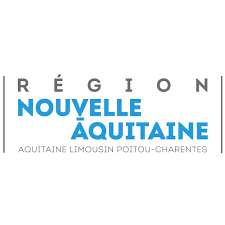 RÉGION
NOUVELLE
AQUITAINE
AQUITAINE LIMOUSIN POITOU-CHARENTES